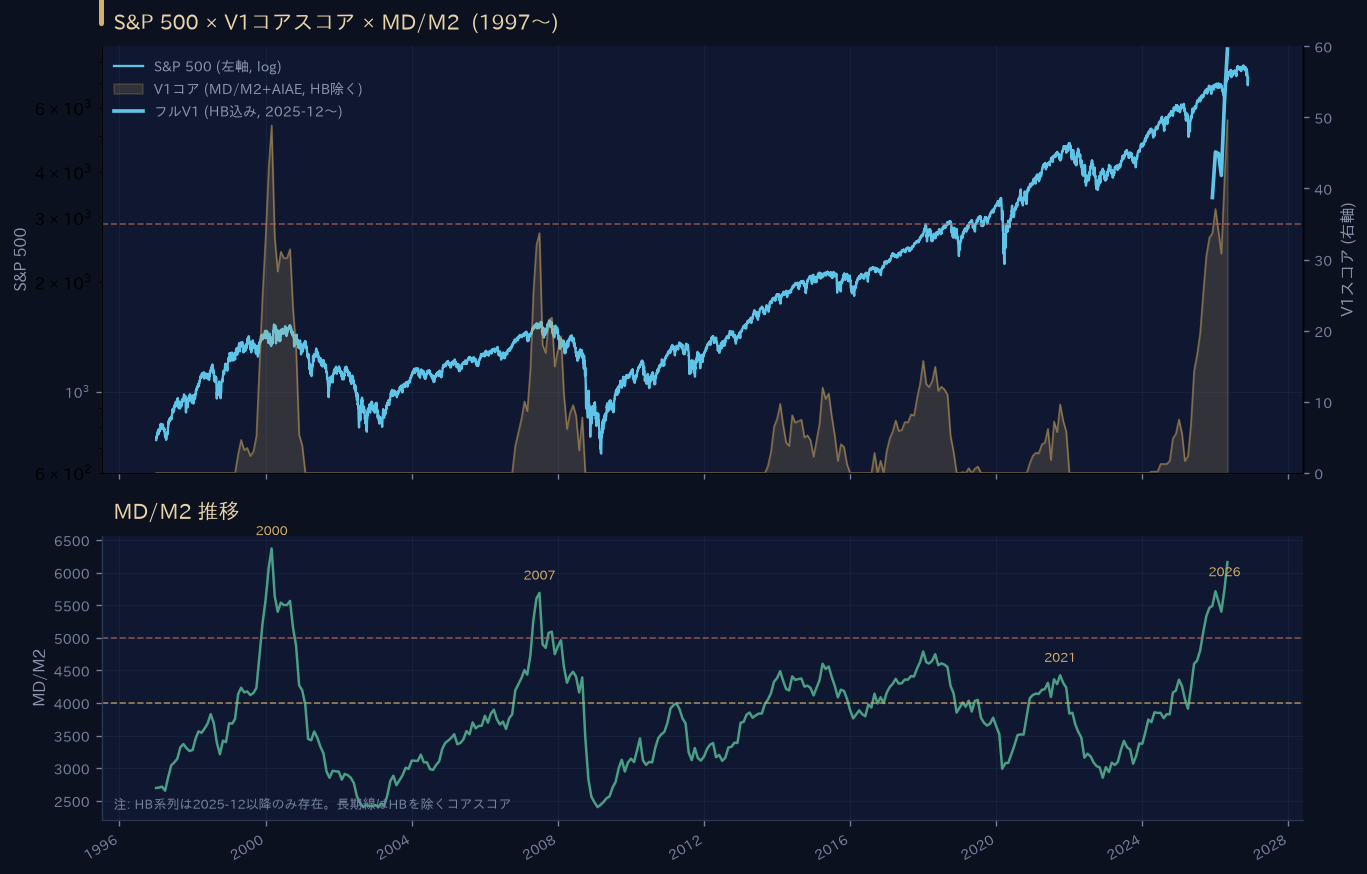 S&P 500 × V1コアスコア × MD/M2 (1997〜)
S&P 500 (左軸, log)
V1コア (MD/M2+AIAE, HB除く)
フルV1 (HB込み, 2025-12〜)
6 × 10³
4 × 10³
3 × 10³
2 × 10³
10³
6 × 10²
S&P 500
60
50
40
30
20
10
0
V1スコア (右軸)
MD/M2 推移
2000
2007
2021
2026
6500
6000
5500
5000
4500
4000
3500
3000
2500
MD/M2
注: HB系列は2025-12以降のみ存在。長期線はHBを除くコアスコア
1996
2000
2004
2008
2012
2016
2020
2024
2028